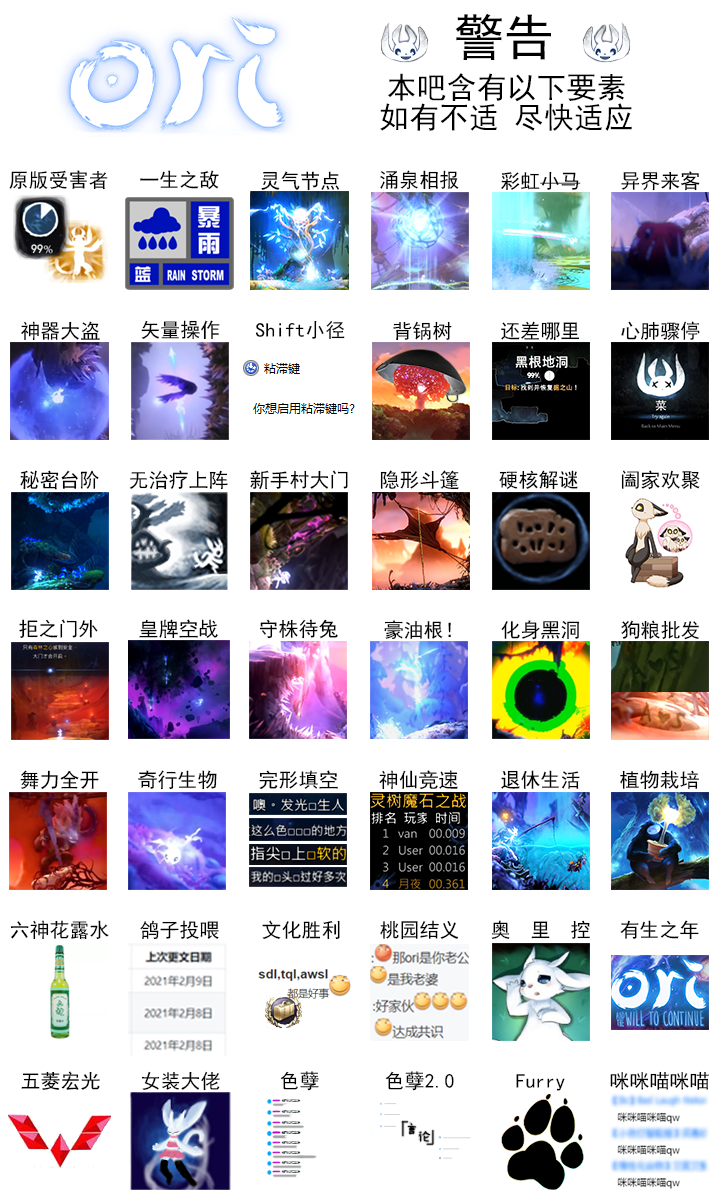 ori
警告
本吧含有以下要素
如有不适 尽快适应
原版受害者
一生之敌
灵气节点
涌泉相报
彩虹小马
异界来客
99%
暴雨
蓝
RAIN STORM
神器大盗
矢量操作
Shift小径
背锅树
还差哪里
心肺骤停
粘滞键
你想启用粘滞键吗?
黑根地洞
99%
目标: 找到并恢复
菜
Try again
Back to Main Menu
秘密台阶
无治疗上阵
新手村大门
隐形斗篷
硬核解谜
阖家欢聚
拒之门外
皇牌空战
守株待兔
豪油根!
化身黑洞
狗粮批发
大门才会开启。
舞力全开
奇行生物
完形填空
神仙竞速
退休生活
植物栽培
噢。发光□生人
这么色□□□的地方
指尖□上□软的
我的□头□过好多次
灵树魔石之战
排名 玩家 时间
1 van 00.009
2 User 00.016
3 User 00.016
4 月夜 00.361
六神花露水
鸽子投喂
文化胜利
桃园结义
奥里控
有生之年
上次更文日期
2021年2月9日
2021年2月8日
2021年2月8日
sdl,tql,awsl
都是好事
:那ori是你老公
是我老婆
:好家伙
达成共识
ori
AND THE WILL TO CONTINUE
五菱宏光
女装大佬
色孽
色孽2.0
Furry
咪咪喵咪喵
「言论」
咪咪喵咪喵qw
咪咪喵咪喵qw
咪咪喵咪喵qw